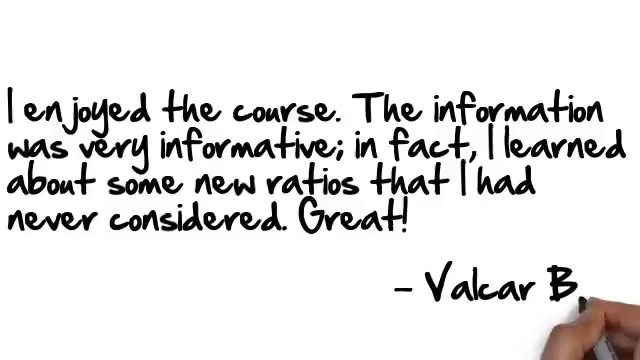 I enjoyed the course. The information
was very informative; in fact, I learned
about some new ratios that I had
never considered. Great!
- Valcar B.